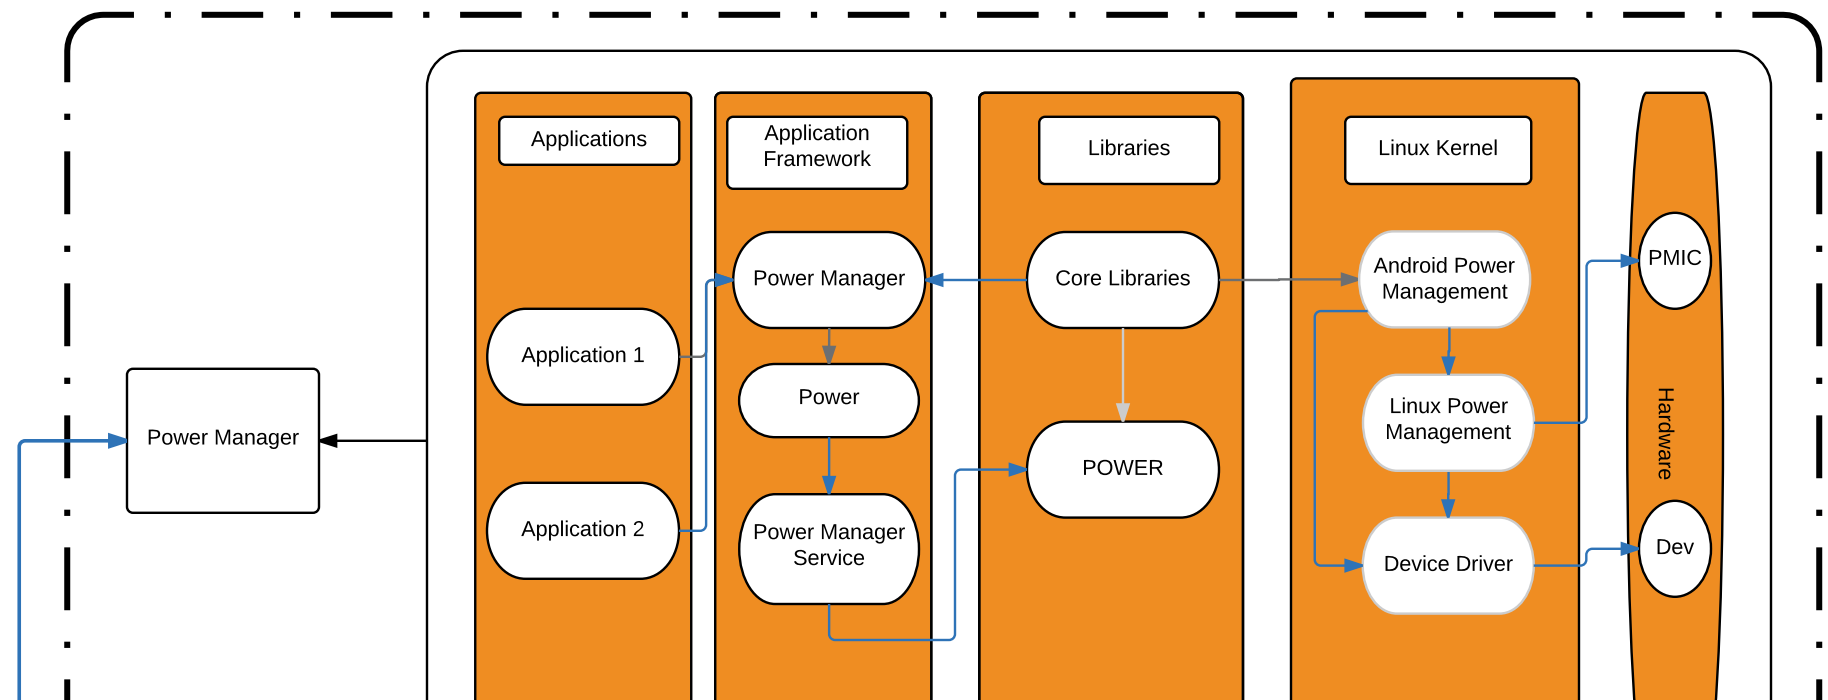 Applications
Application
Framework
Libraries
Linux Kernel
Power Manager
Core Libraries
Android Power
Management
PMIC
Application 1
Power
Linux Power
Management
Hardware
Power Manager
POWER
Application 2
Power Manager
Service
Device Driver
Dev